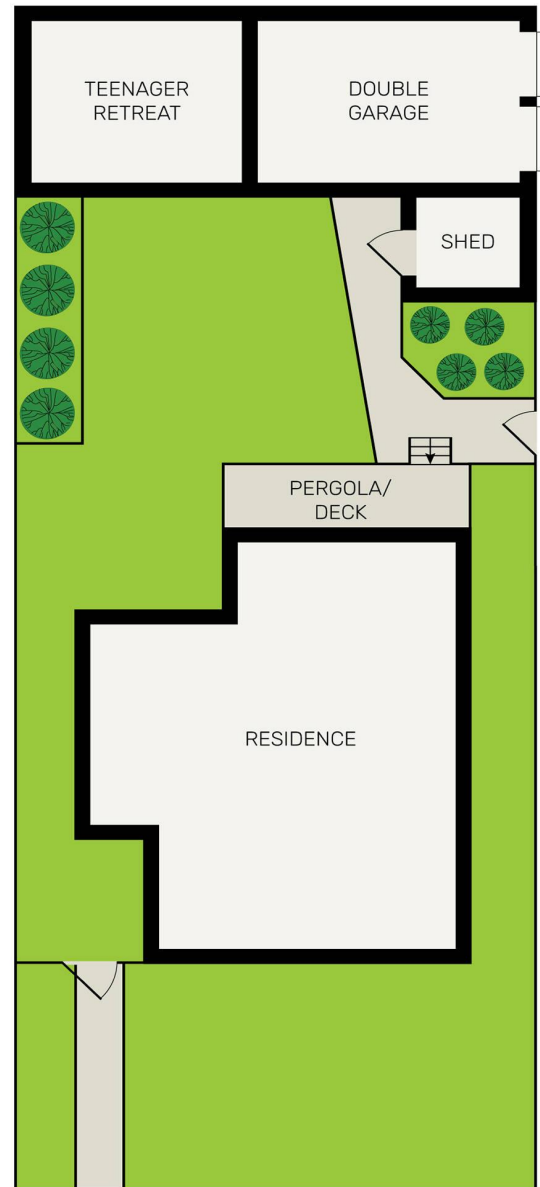 TEENAGER
RETREAT
DOUBLE
GARAGE
SHED
PERGOLA/
DECK
RESIDENCE